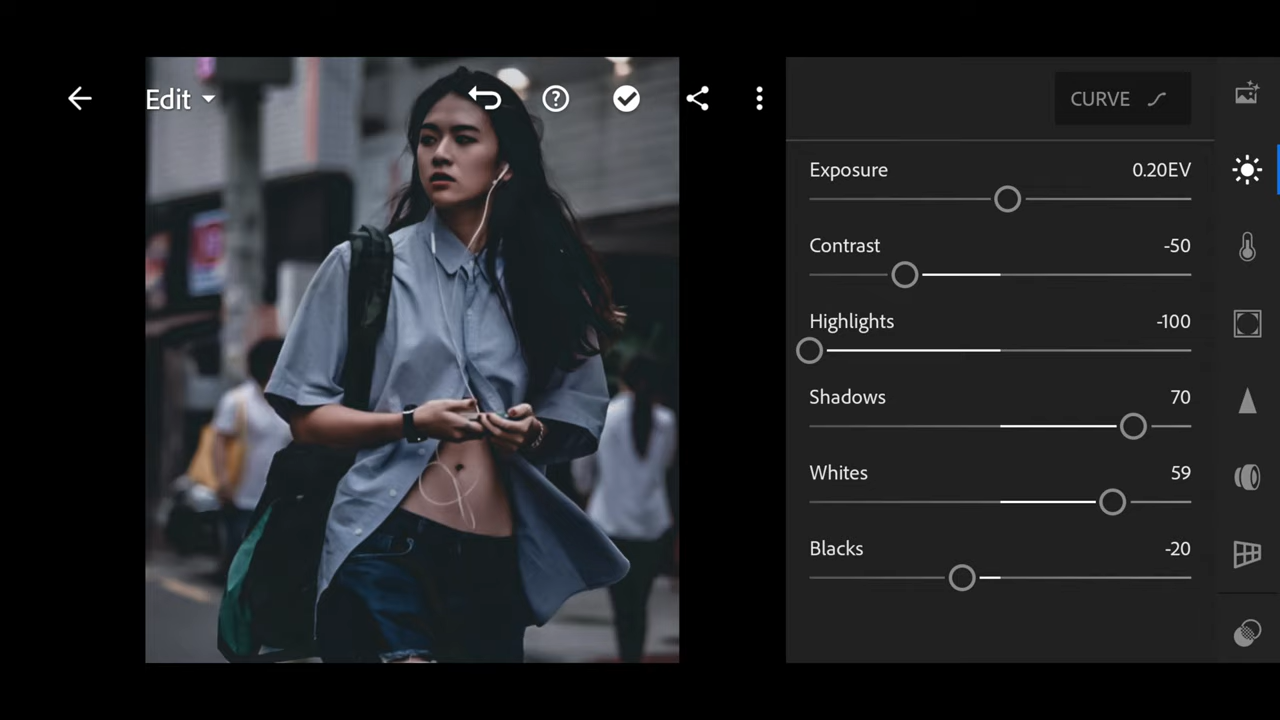 Edit
CURVE
Exposure 0.20EV
Contrast -50
Highlights -100
Shadows 70
Whites 59
Blacks -20